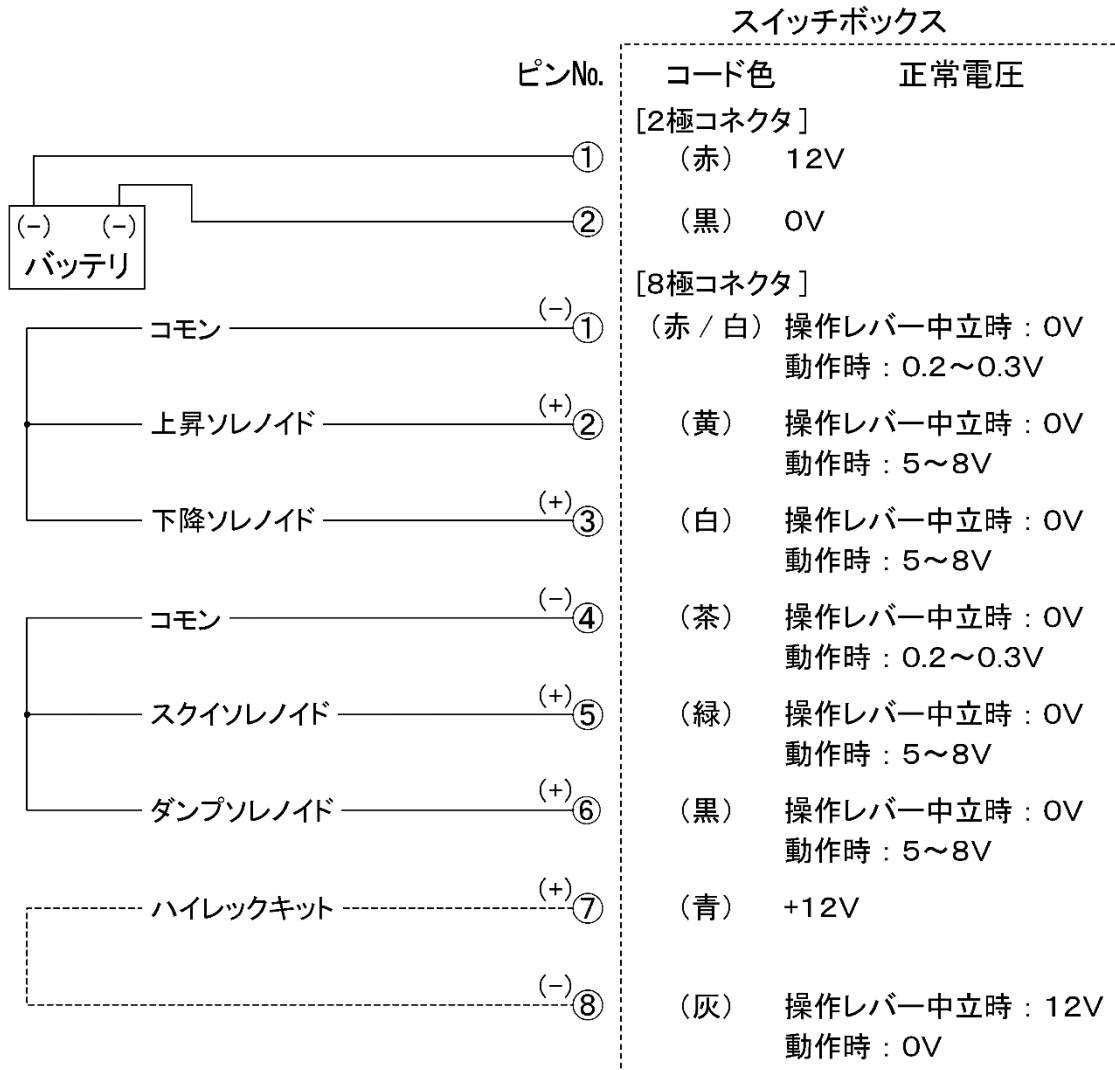 スイッチボックス
ピンNo. コード色 正常電圧
[2極コネクタ]
① (赤) 12V
② (黒) 0V
(-) (-)
バッテリ
[8極コネクタ]
コモン (-)① (赤/白) 操作レバー中立時:0V
動作時:0.2~0.3V
上昇ソレノイド (+)② (黄) 操作レバー中立時:0V
動作時:5~8V
下降ソレノイド (+)③ (白) 操作レバー中立時:0V
動作時:5~8V
コモン (-)④ (茶) 操作レバー中立時:0V
動作時:0.2~0.3V
スクイソレノイド (+)⑤ (緑) 操作レバー中立時:0V
動作時:5~8V
ダンプソレノイド (+)⑥ (黒) 操作レバー中立時:0V
動作時:5~8V
ハイレックキット (+)⑦ (青) +12V
(-)⑧ (灰) 操作レバー中立時:12V
動作時:0V